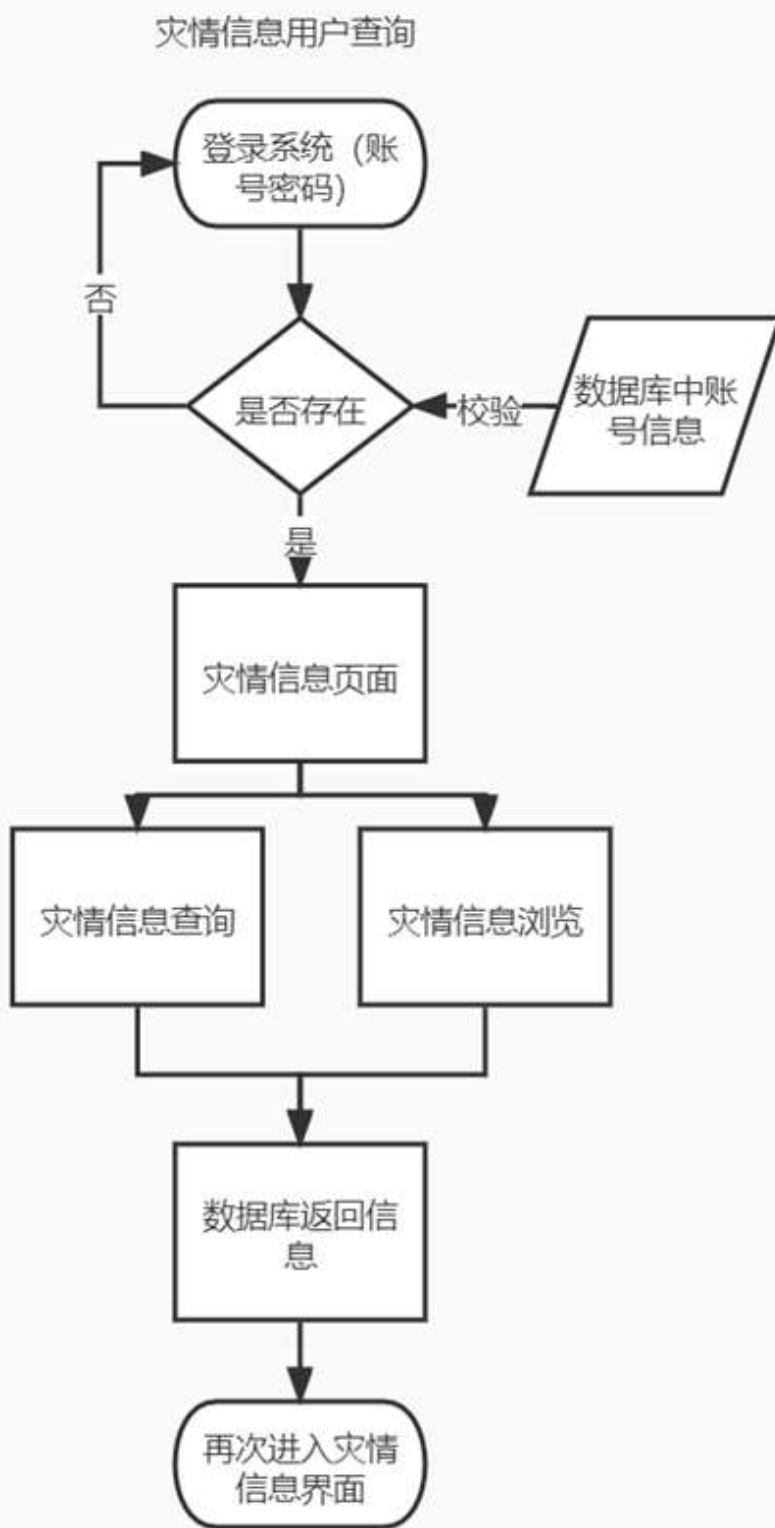 灾情信息用户查询
登录系统（账
号密码）
否
是否存在
校验
数据库中账
号信息
是
灾情信息页面
灾情信息查询
灾情信息浏览
数据库返回信
息
再次进入灾情
信息界面